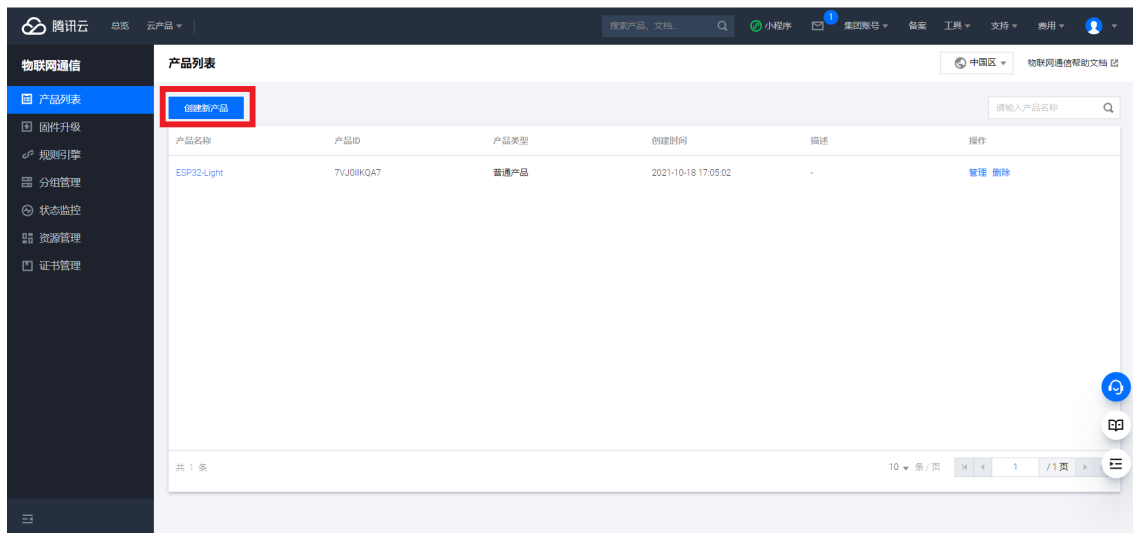 腾讯云 总览 云产品 搜索产品、文档... 小程序 1 集团账号 备案 工具 支持 费用
物联网通信 产品列表 中国区 物联网通信帮助文档
产品列表 创建新产品 请输入产品名称
固件升级
规则引擎
分组管理
状态监控
资源管理
证书管理
产品名称 产品ID 产品类型 创建时间 描述 操作
ESP32-Light 7VJ0IIKQA7 普通产品 2021-10-18 17:05:02 - 管理 删除
共 1 条 10 条 / 页 1 / 1 页